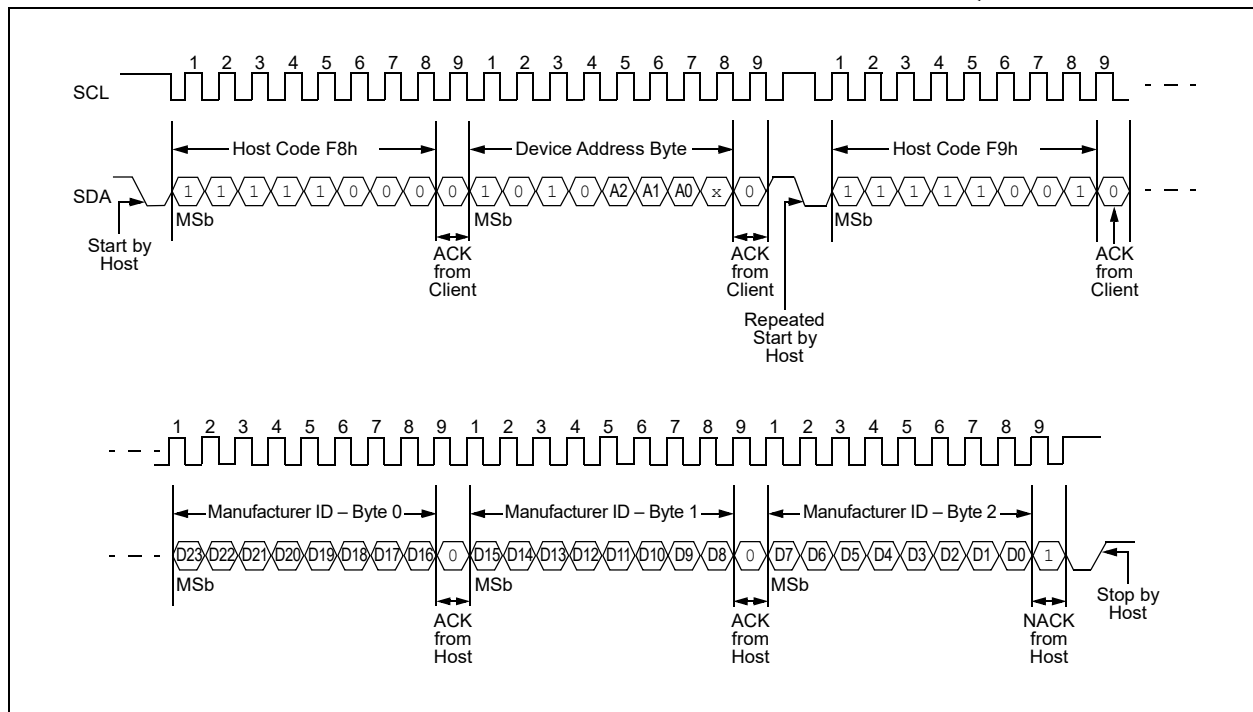 1 2 3 4 5 6 7 8 9 1 2 3 4 5 6 7 8 9 1 2 3 4 5 6 7 8 9
SCL
Host Code F8h Device Address Byte Host Code F9h
SDA 1 1 1 1 1 0 0 0 0 1 0 1 0 A2 A1 A0 x 0 1 1 1 1 1 0 0 1 0
MSb MSb MSb
Start by
Host
ACK
from
Client
ACK
from
Client
Repeated
Start by
Host
ACK
from
Client
1 2 3 4 5 6 7 8 9 1 2 3 4 5 6 7 8 9 1 2 3 4 5 6 7 8 9
Manufacturer ID – Byte 0 Manufacturer ID – Byte 1 Manufacturer ID – Byte 2
D23 D22 D21 D20 D19 D18 D17 D16 0 D15 D14 D13 D12 D11 D10 D9 D8 0 D7 D6 D5 D4 D3 D2 D1 D0 1
MSb MSb MSb
ACK
from
Host
ACK
from
Host
NACK
from
Host
Stop by
Host